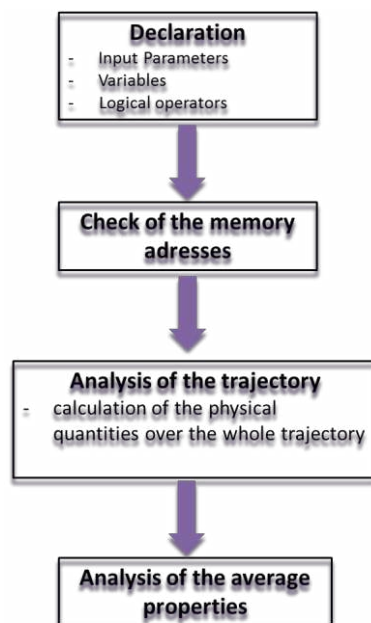 Declaration
- Input Parameters
- Variables
- Logical operators
Check of the memory
adresses
Analysis of the trajectory
- calculation of the physical
quantities over the whole trajectory
Analysis of the average
properties